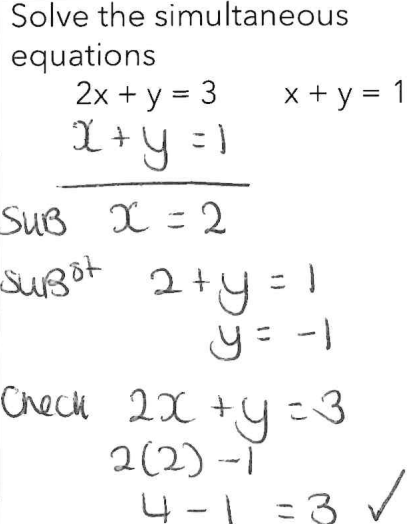 Solve the simultaneous
equations
2x + y = 3 x + y = 1
x + y = 1
SUB x = 2
SUBst 2 + y = 1
y = -1
Check 2x + y = 3
2(2) - 1
4 - 1 = 3 ✓